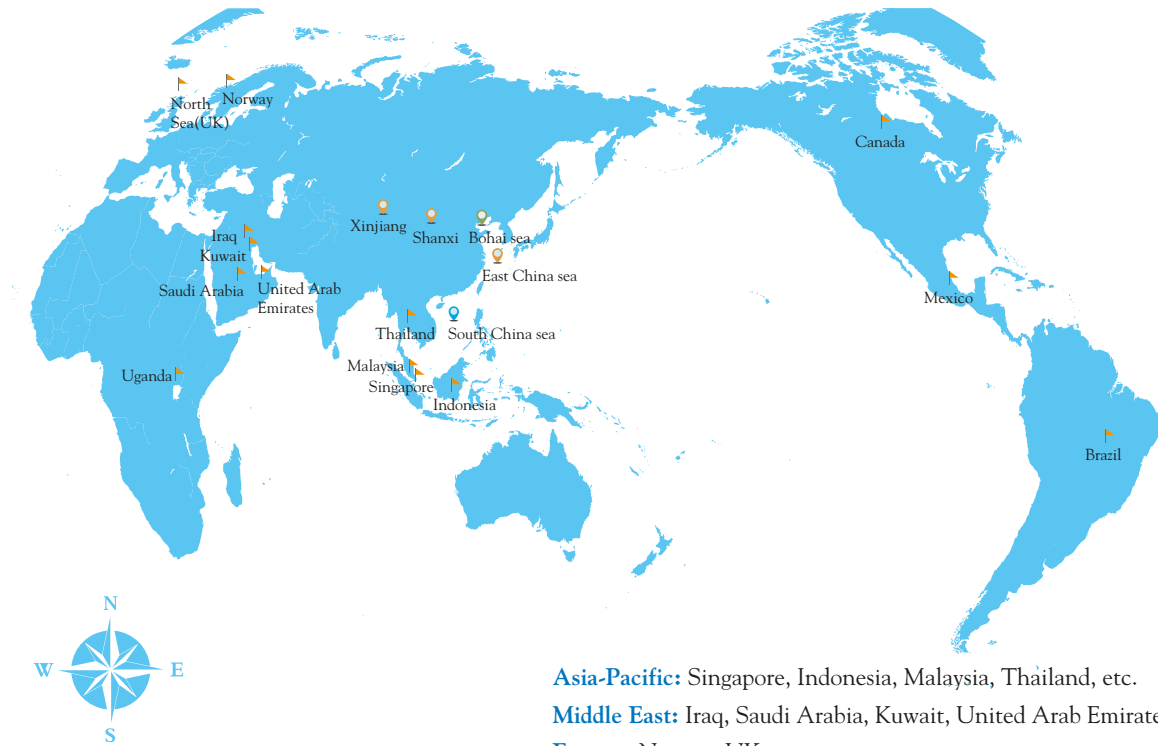 North
Sea(UK)
Norway
Canada
Xinjiang
Shanxi
Bohai sea
Iraq
Kuwait
East China sea
Saudi Arabia
United Arab
Emirates
Mexico
Thailand
South China sea
Malaysia
Uganda
Singapore
Indonesia
Brazil
N
W
E
S
Asia-Pacific: Singapore, Indonesia, Malaysia, Thailand, etc.
Middle East: Iraq, Saudi Arabia, Kuwait, United Arab Emirate